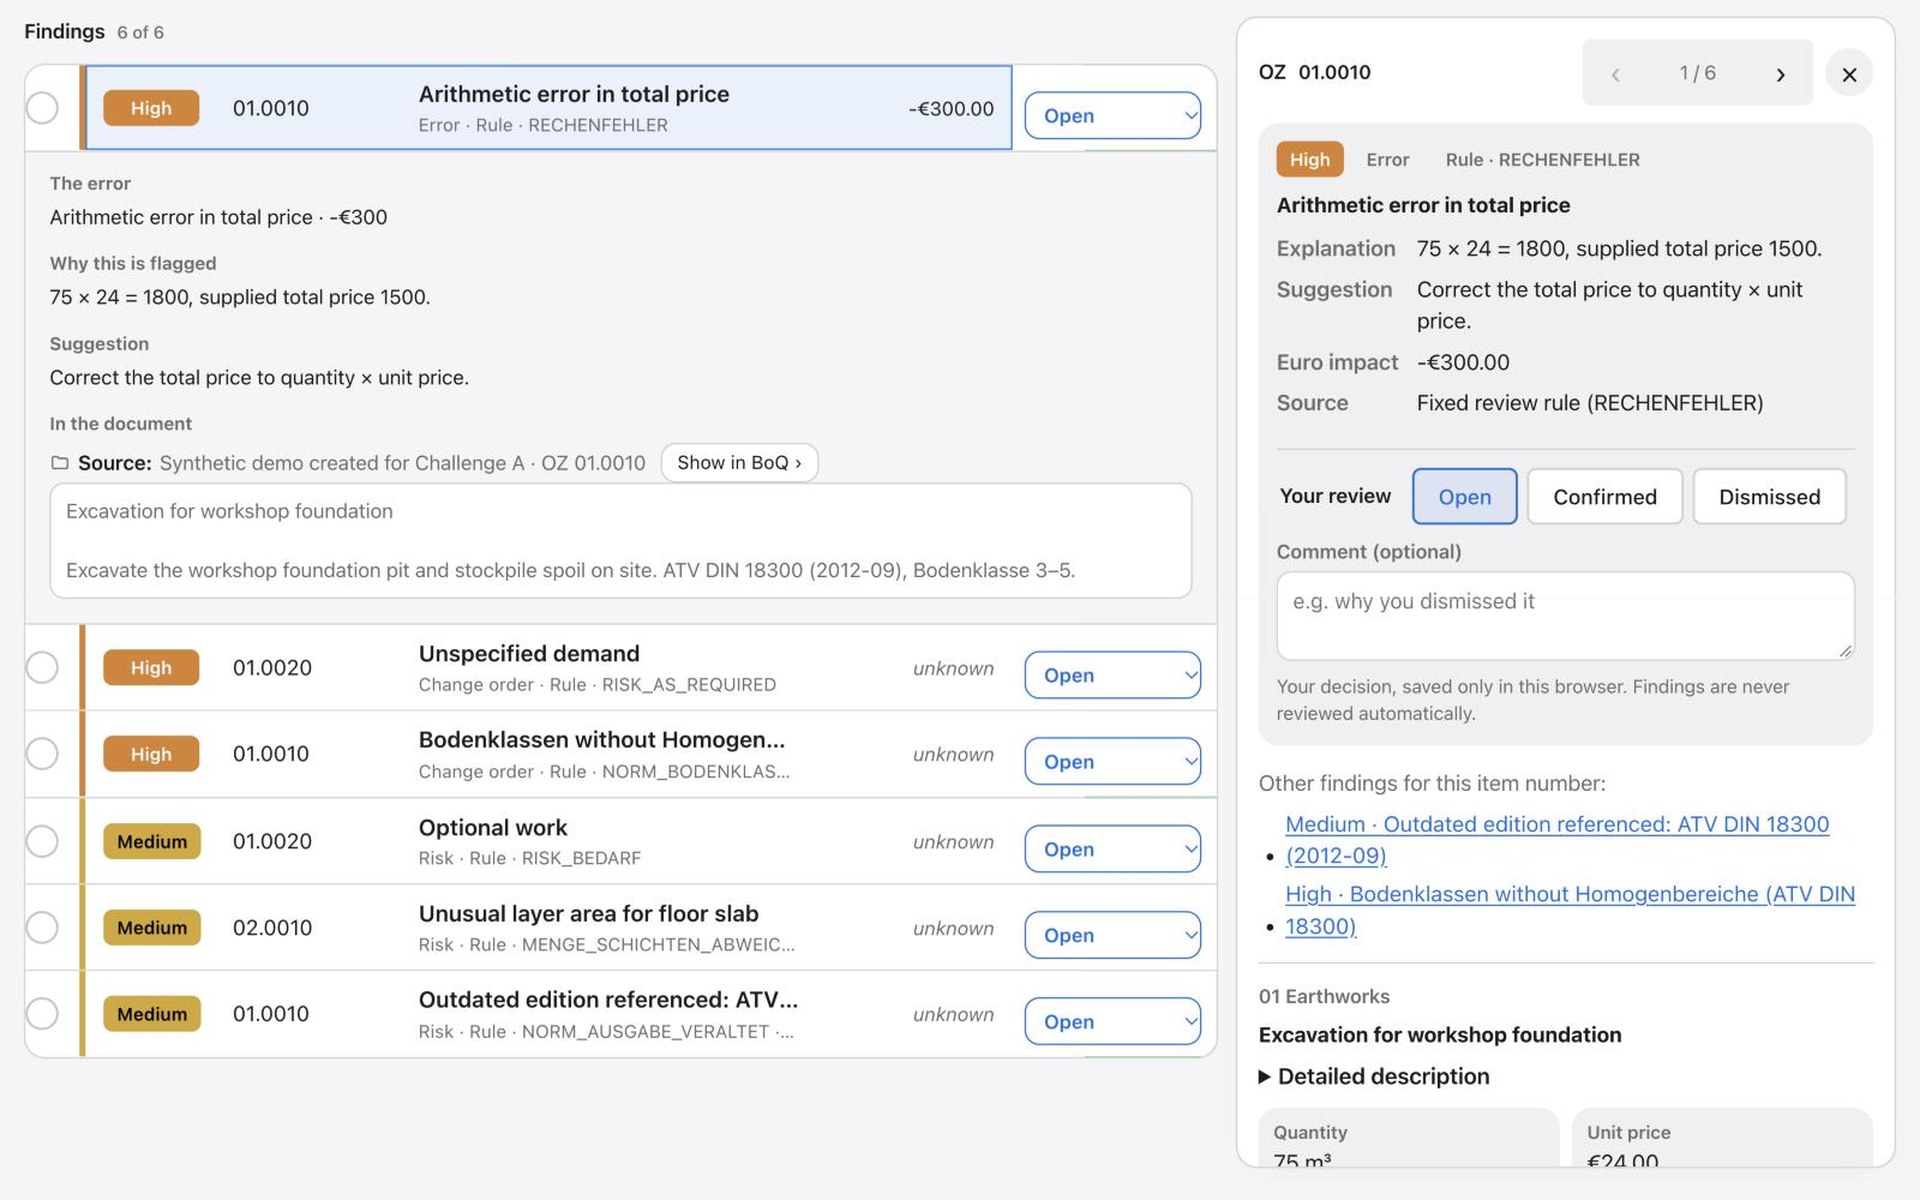 Findings 6 of 6
High 01.0010 Arithmetic error in total price -€300.00 Open
Error · Rule · RECHENFEHLER
The error
Arithmetic error in total price · -€300
Why this is flagged
75 × 24 = 1800, supplied total price 1500.
Suggestion
Correct the total price to quantity × unit price.
In the document
Source: Synthetic demo created for Challenge A · OZ 01.0010 Show in BoQ ›
Excavation for workshop foundation
Excavate the workshop foundation pit and stockpile spoil on site. ATV DIN 18300 (2012-09), Bodenklasse 3–5.
High 01.0020 Unspecified demand unknown Open
Change order · Rule · RISK_AS_REQUIRED
High 01.0010 Bodenklassen without Homogen... unknown Open
Change order · Rule · NORM_BODENKLAS...
Medium 01.0020 Optional work unknown Open
Risk · Rule · RISK_BEDARF
Medium 02.0010 Unusual layer area for floor slab unknown Open
Risk · Rule · MENGE_SCHICHTEN_ABWEIC...
Medium 01.0010 Outdated edition referenced: ATV... unknown Open
Risk · Rule · NORM_AUSGABE_VERALTET ·...
OZ 01.0010 ‹ 1 / 6 › ×
High Error Rule · RECHENFEHLER
Arithmetic error in total price
Explanation 75 × 24 = 1800, supplied total price 1500.
Suggestion Correct the total price to quantity × unit
price.
Euro impact -€300.00
Source Fixed review rule (RECHENFEHLER)
Your review Open Confirmed Dismissed
Comment (optional)
e.g. why you dismissed it
Your decision, saved only in this browser. Findings are never
reviewed automatically.
Other findings for this item number:
Medium · Outdated edition referenced: ATV DIN 18300
• (2012-09)
High · Bodenklassen without Homogenbereiche (ATV DIN
• 18300)
01 Earthworks
Excavation for workshop foundation
▶ Detailed description
Quantity Unit price
75 m³ €24.00